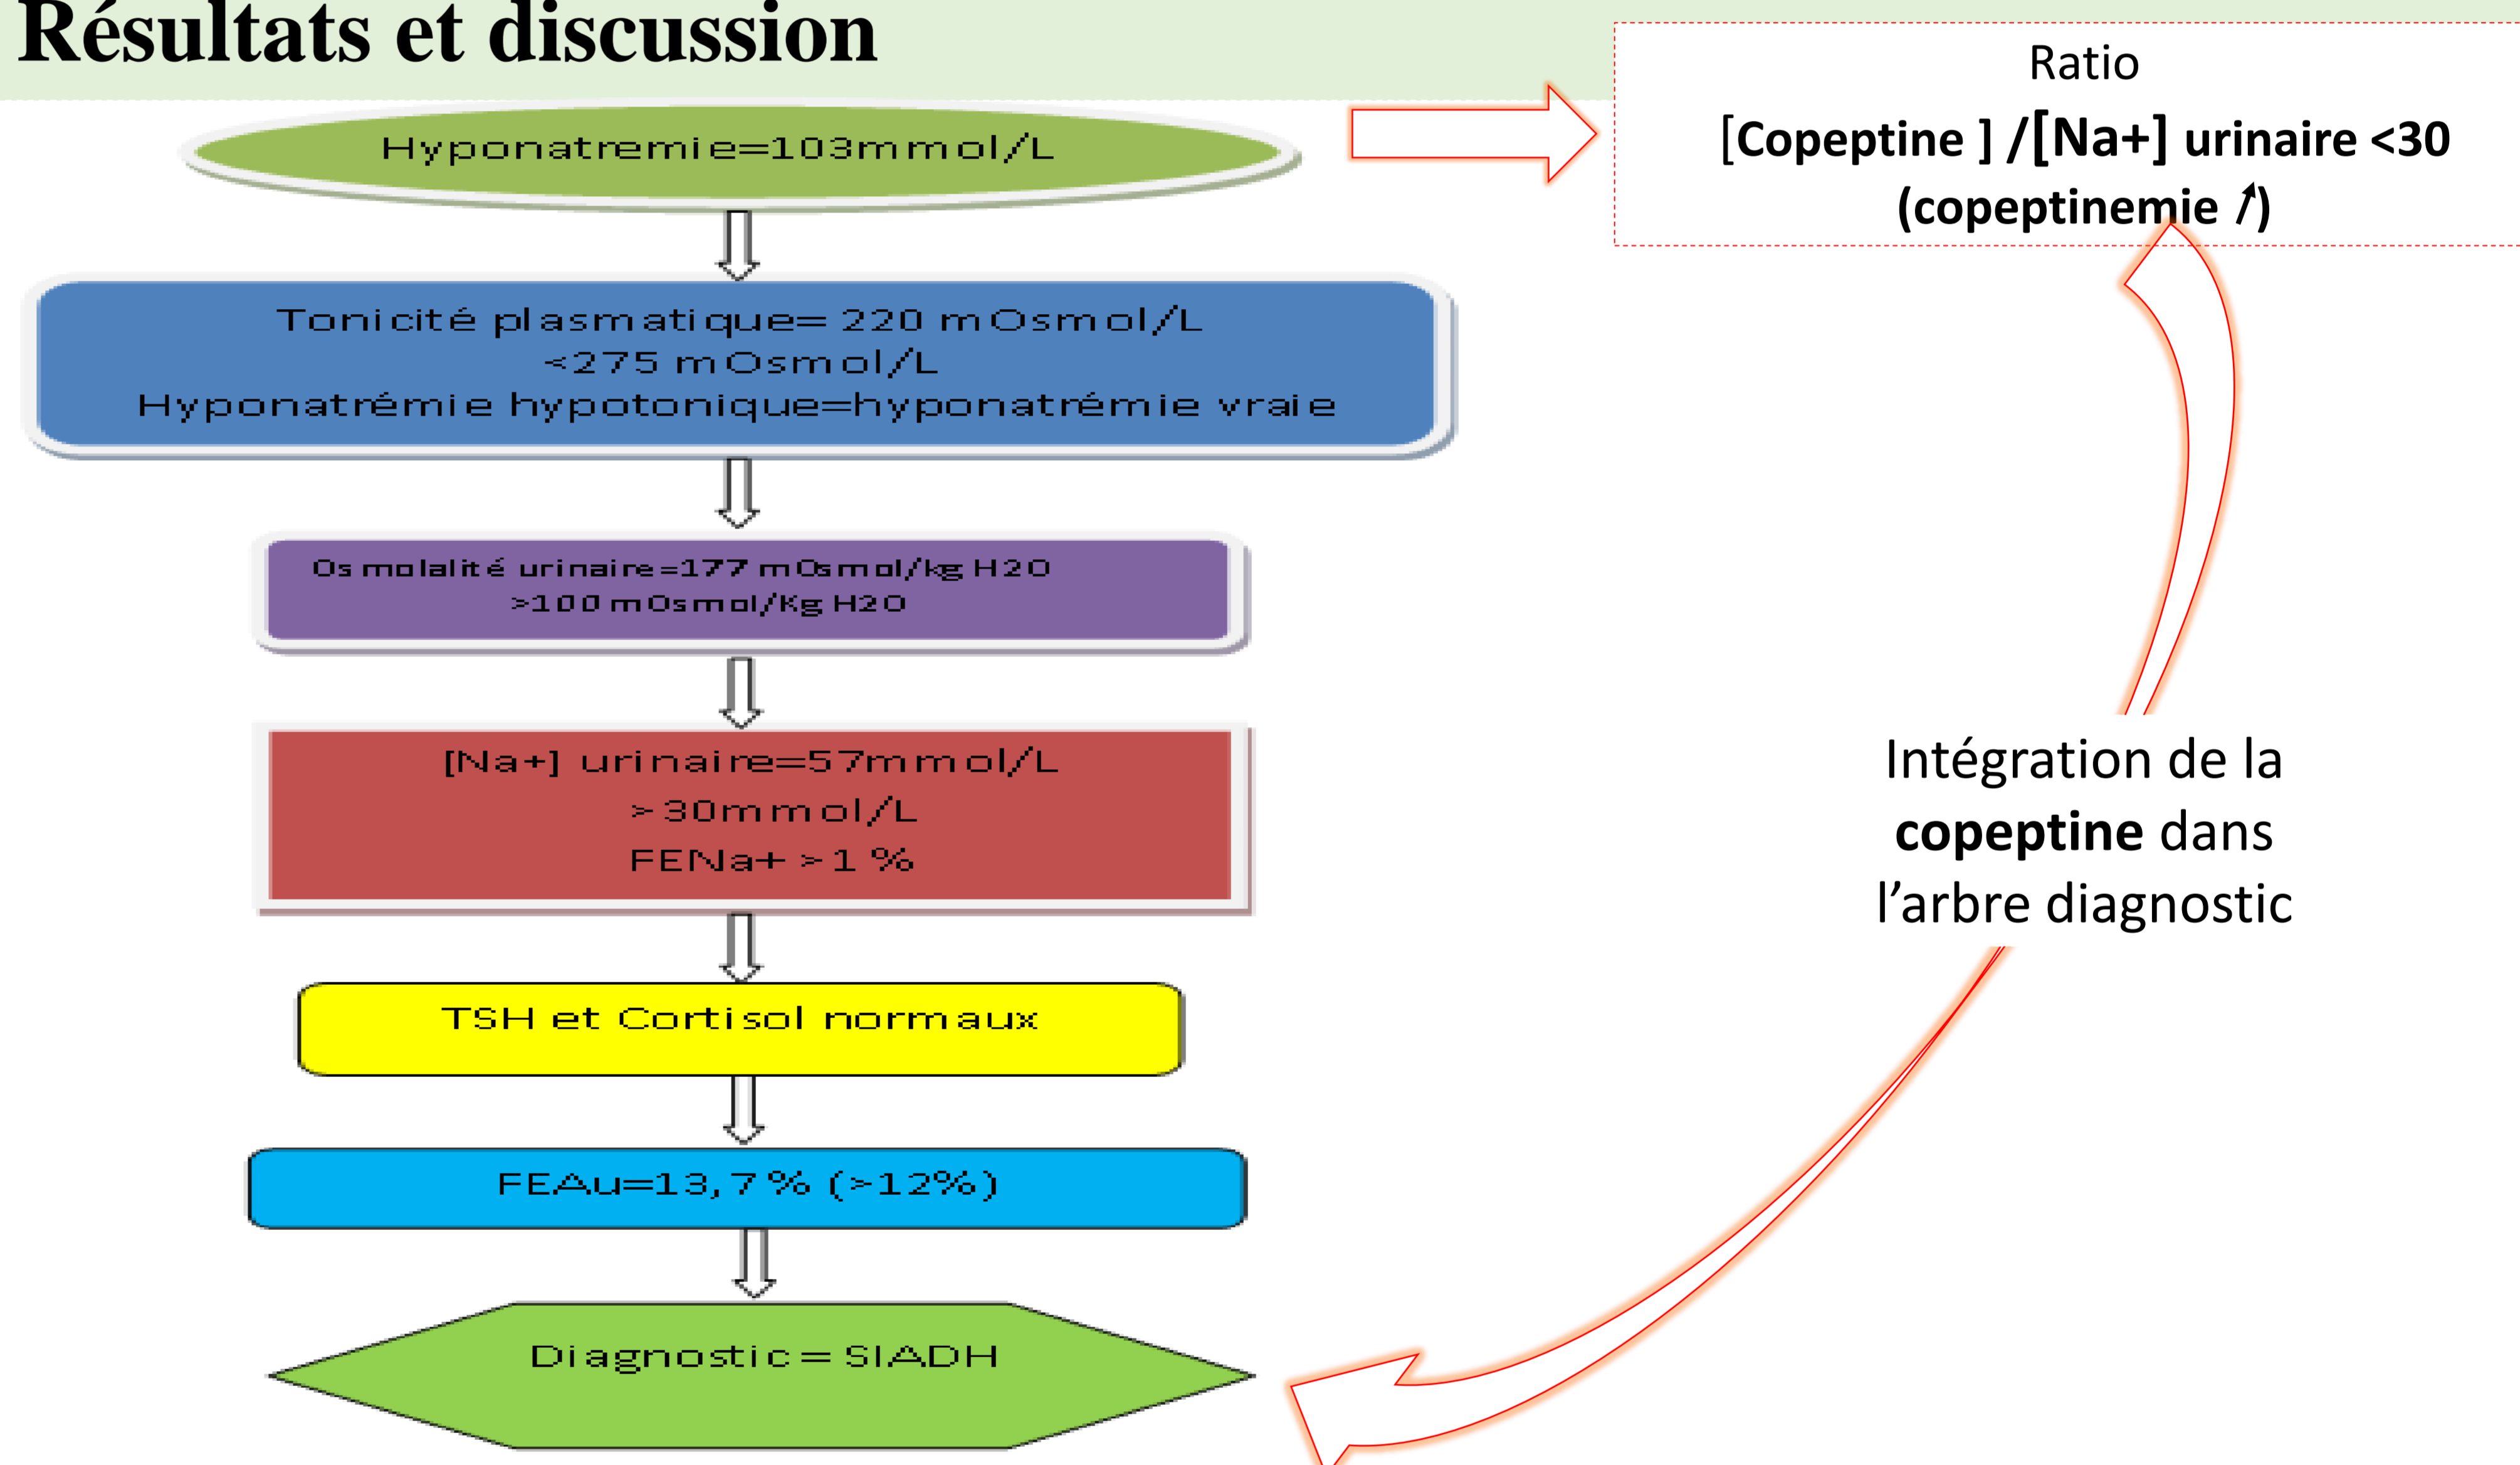 Résultats et discussion
Hyponatremie=103mmol/L
Tonicité plasmatique= 220 mOsmol/L
<275 mOsmol/L
Hyponatrémie hypotonique=hyponatrémie vraie
Osmolalité urinaire=177 mOsmol/kg H2O
>100 mOsmol/Kg H2O
[Na+] urinaire=57mmol/L
>30mmol/L
FENa+ >1 %
TSH et Cortisol normaux
FEAu=13,7% (>12%)
Diagnostic= SIADH
Ratio
[Copeptine ] /[Na+] urinaire <30
(copeptinemie ↗)
Intégration de la
copeptine dans
l’arbre diagnostic